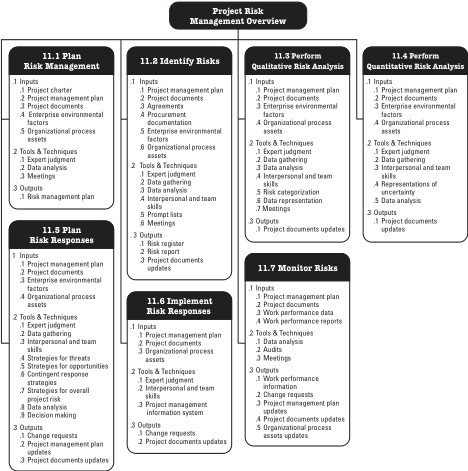 Project Risk
Management Overview
11.1 Plan
Risk Management
.1 Inputs
.1 Project charter
.2 Project management plan
.3 Project documents
.4 Enterprise environmental
factors
.5 Organizational process
assets
.2 Tools & Techniques
.1 Expert judgment
.2 Data analysis
.3 Meetings
.3 Outputs
.1 Risk management plan
11.2 Identify Risks
.1 Inputs
.1 Project management plan
.2 Project documents
.3 Agreements
.4 Procurement
documentation
.5 Enterprise environmental
factors
.6 Organizational process
assets
.2 Tools & Techniques
.1 Expert judgment
.2 Data gathering
.3 Data analysis
.4 Interpersonal and team
skills
.5 Prompt lists
.6 Meetings
.3 Outputs
.1 Risk register
.2 Risk report
.3 Project documents
updates
11.3 Perform
Qualitative Risk Analysis
.1 Inputs
.1 Project management plan
.2 Project documents
.3 Enterprise environmental
factors
.4 Organizational process
assets
.2 Tools & Techniques
.1 Expert judgment
.2 Data gathering
.3 Data analysis
.4 Interpersonal and team
skills
.5 Risk categorization
.6 Data representation
.7 Meetings
.3 Outputs
.1 Project documents updates
11.4 Perform
Quantitative Risk Analysis
.1 Inputs
.1 Project management plan
.2 Project documents
.3 Enterprise environmental
factors
.4 Organizational process
assets
.2 Tools & Techniques
.1 Expert judgment
.2 Data gathering
.3 Interpersonal and team
skills
.4 Representations of
uncertainty
.5 Data analysis
.3 Outputs
.1 Project documents updates
11.5 Plan
Risk Responses
.1 Inputs
.1 Project management plan
.2 Project documents
.3 Enterprise environmental
factors
.4 Organizational process
assets
.2 Tools & Techniques
.1 Expert judgment
.2 Data gathering
.3 Interpersonal and team
skills
.4 Strategies for threats
.5 Strategies for opportunities
.6 Contingent response
strategies
.7 Strategies for overall
project risk
.8 Data analysis
.9 Decision making
.3 Outputs
.1 Change requests
.2 Project management plan
updates
.3 Project documents updates
11.6 Implement
Risk Responses
.1 Inputs
.1 Project management plan
.2 Project documents
.3 Organizational process
assets
.2 Tools & Techniques
.1 Expert judgment
.2 Interpersonal and team
skills
.3 Project management
information system
.3 Outputs
.1 Change requests
.2 Project documents updates
11.7 Monitor Risks
.1 Inputs
.1 Project management plan
.2 Project documents
.3 Work performance data
.4 Work performance reports
.2 Tools & Techniques
.1 Data analysis
.2 Audits
.3 Meetings
.3 Outputs
.1 Work performance
information
.2 Change requests
.3 Project management plan
updates
.4 Project documents updates
.5 Organizational process
assets updates